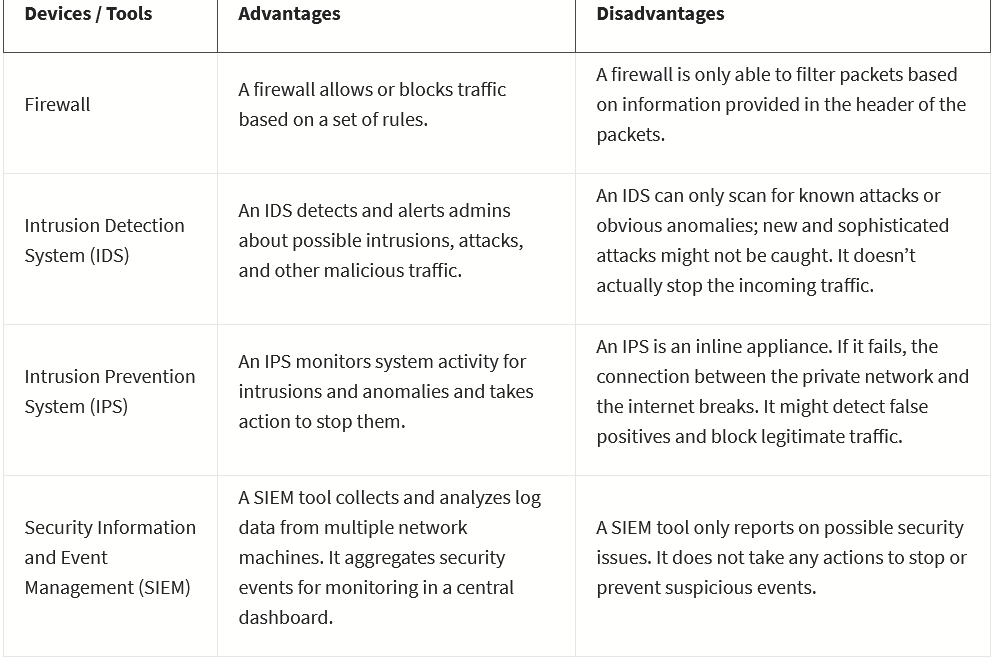 Devices / Tools
Advantages
Disadvantages
Firewall
A firewall allows or blocks traffic
based on a set of rules.
A firewall is only able to filter packets based
on information provided in the header of the
packets.
Intrusion Detection
System (IDS)
An IDS detects and alerts admins
about possible intrusions, attacks,
and other malicious traffic.
An IDS can only scan for known attacks or
obvious anomalies; new and sophisticated
attacks might not be caught. It doesn’t
actually stop the incoming traffic.
Intrusion Prevention
System (IPS)
An IPS monitors system activity for
intrusions and anomalies and takes
action to stop them.
An IPS is an inline appliance. If it fails, the
connection between the private network and
the internet breaks. It might detect false
positives and block legitimate traffic.
Security Information
and Event
Management (SIEM)
A SIEM tool collects and analyzes log
data from multiple network
machines. It aggregates security
events for monitoring in a central
dashboard.
A SIEM tool only reports on possible security
issues. It does not take any actions to stop or
prevent suspicious events.